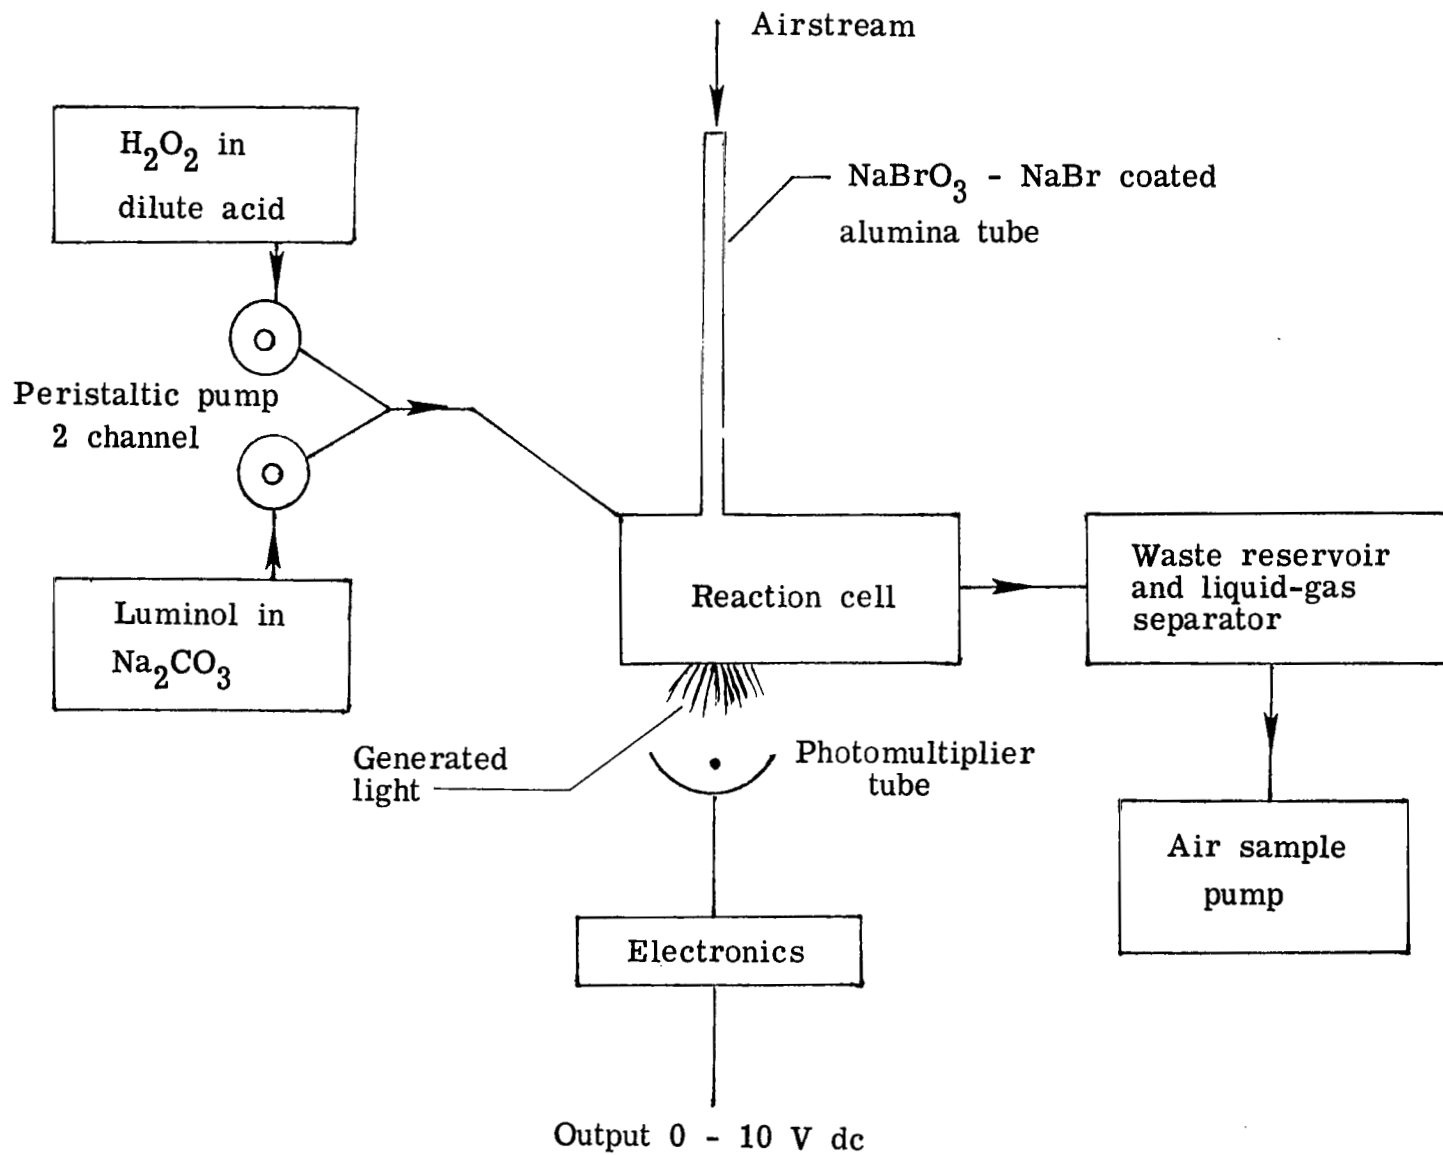 Airstream
H₂O₂ in
dilute acid
NaBrO₃ - NaBr coated
alumina tube
Peristaltic pump
2 channel
Luminol in
Na₂CO₃
Reaction cell
Waste reservoir
and liquid-gas
separator
Generated
light
Photomultiplier
tube
Air sample
pump
Electronics
Output 0 - 10 V dc